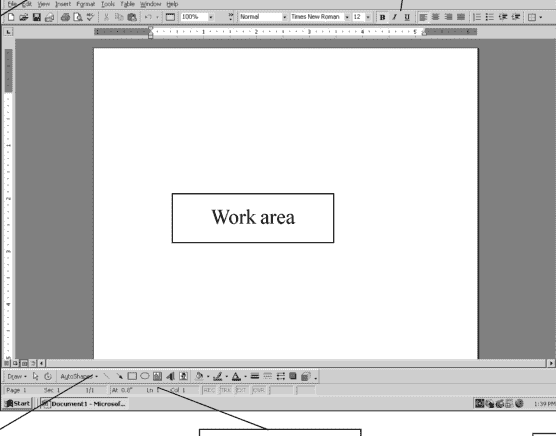 File Edit View Insert Format Tools Table Window Help
100% Normal Times New Roman 12 B I U
Work area
Draw AutoShapes
Page 1 Sec 1 1/1 At 0.8" Ln 1 Col 1 REC TRK EXT OVR
Start Document1 - Microsof... 1:39 PM